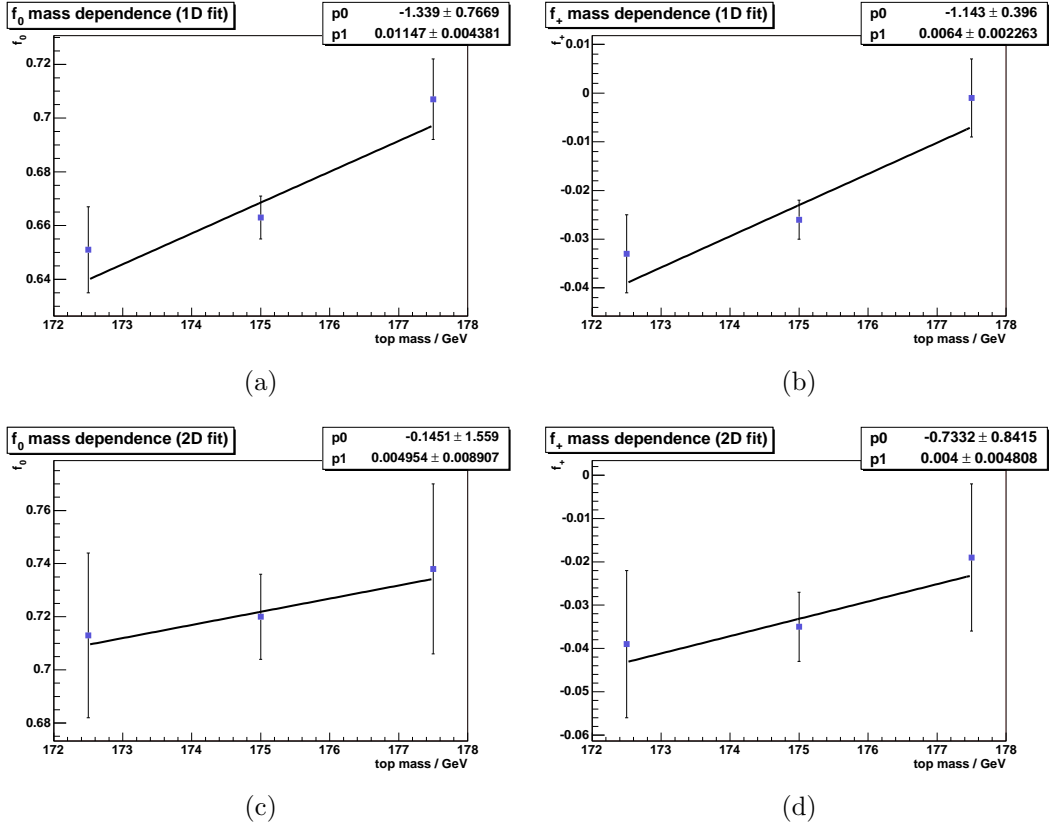 f0 mass dependence (1D fit)
p0 -1.339 ± 0.7669
p1 0.01147 ± 0.004381
f0
0.72
0.7
0.68
0.66
0.64
172 173 174 175 176 177 178
top mass / GeV
(a)
f+ mass dependence (1D fit)
p0 -1.143 ± 0.396
p1 0.0064 ± 0.002263
f+
0.01
0
-0.01
-0.02
-0.03
-0.04
172 173 174 175 176 177 178
top mass / GeV
(b)
f0 mass dependence (2D fit)
p0 -0.1451 ± 1.559
p1 0.004954 ± 0.008907
f0
0.76
0.74
0.72
0.7
0.68
172 173 174 175 176 177 178
top mass / GeV
(c)
f+ mass dependence (2D fit)
p0 -0.7332 ± 0.8415
p1 0.004 ± 0.004808
f+
0
-0.01
-0.02
-0.03
-0.04
-0.05
-0.06
172 173 174 175 176 177 178
top mass / GeV
(d)